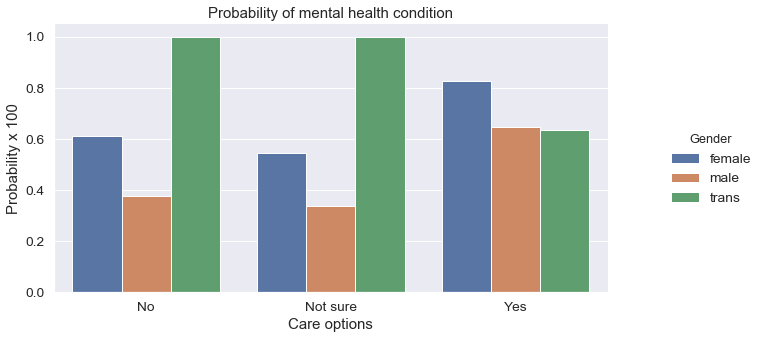 Probability of mental health condition
Probability x 100
1.0
0.8
0.6
0.4
0.2
0.0
No
Not sure
Yes
Care options
Gender
female
male
trans